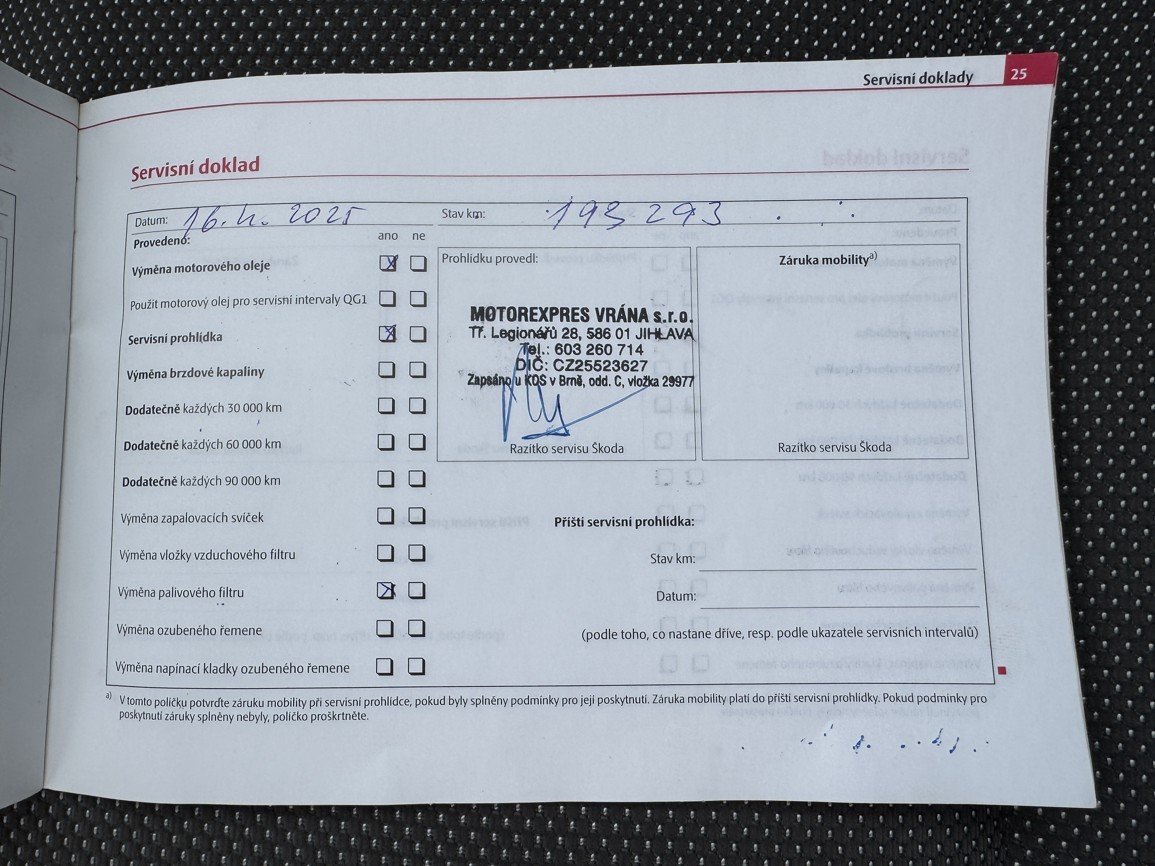 Servisní doklady 25
Servisní doklad
Datum: 16. 4. 2025 Stav km: 193 293
Provedeno: ano ne
Výměna motorového oleje
Použit motorový olej pro servisní intervaly QG1
Servisní prohlídka
Výměna brzdové kapaliny
Dodatečně každých 30 000 km
Dodatečně každých 60 000 km
Dodatečně každých 90 000 km
Výměna zapalovacích svíček
Výměna vložky vzduchového filtru
Výměna palivového filtru
Výměna ozubeného řemene
Výměna napínací kladky ozubeného řemene
Prohlídku provedl:
MOTOREXPRES VRÁNA s.r.o.
Tř. Legionářů 28, 586 01 JIHLAVA
Tel.: 603 260 714
DIČ: CZ25523627
Zapsáno u KOS v Brně, odd. C, vložka 29977
Razítko servisu Škoda
Záruka mobility a)
Razítko servisu Škoda
Příští servisní prohlídka:
Stav km:
Datum:
(podle toho, co nastane dříve, resp. podle ukazatele servisních intervalů)
a) V tomto políčku potvrďte záruku mobility při servisní prohlídce, pokud byly splněny podmínky pro její poskytnutí. Záruka mobility platí do příští servisní prohlídky. Pokud podmínky pro
poskytnutí záruky splněny nebyly, políčko proškrtněte.